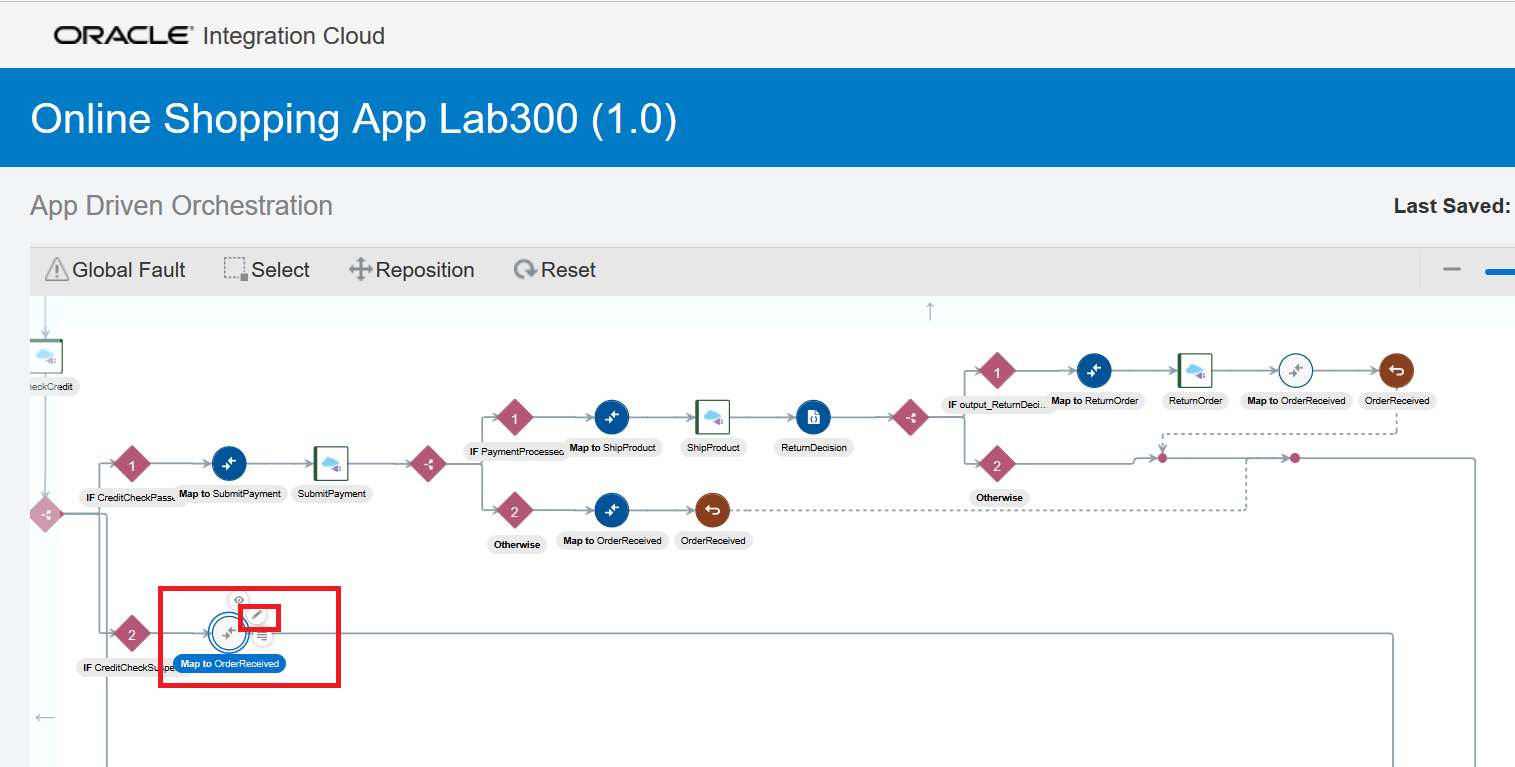 ORACLE® Integration Cloud
Online Shopping App Lab300 (1.0)
App Driven Orchestration
Last Saved:
Global Fault Select Reposition Reset
1 1
IF output_ReturnDeci... Map to ReturnOrder ReturnOrder Map to OrderReceived OrderReceived
heckCredit
1
IF PaymentProcessed Map to ShipProduct ShipProduct ReturnDecision
2
Otherwise
IF CreditCheckPasse Map to SubmitPayment SubmitPayment
2
Otherwise Map to OrderReceived OrderReceived
2
IF CreditCheckSuspe Map to OrderReceived